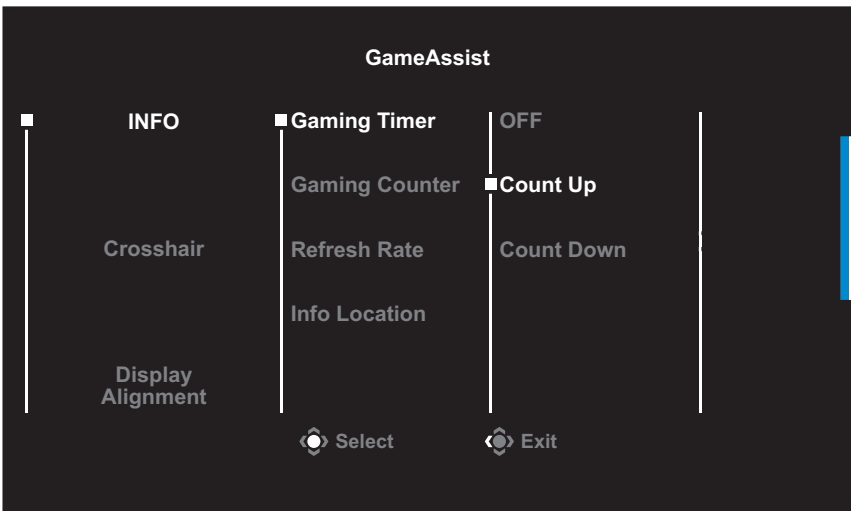 GameAssist
INFO
Gaming Timer
OFF
Gaming Counter
Count Up
Crosshair
Refresh Rate
Count Down
Info Location
Display
Alignment
Select
Exit